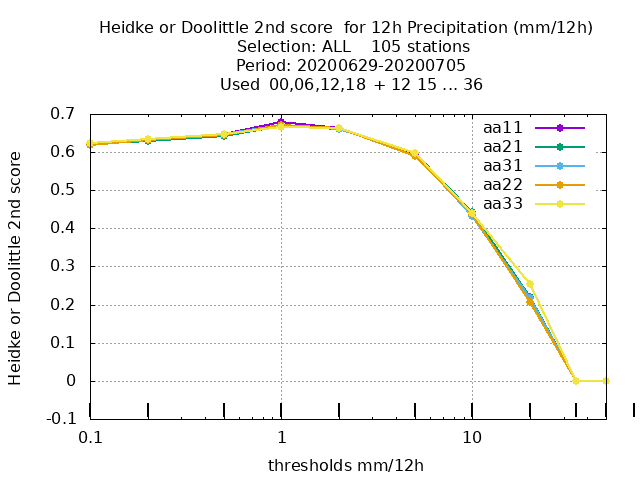 Heidke or Doolittle 2nd score  for 12h Precipitation (mm/12h)
Selection: ALL    105 stations
Period: 20200629-20200705
Used  00,06,12,18  + 12 15 ... 36
0.7
0.6
0.5
0.4
0.3
0.2
0.1
0
-0.1
Heidke or Doolittle 2nd score
aa11
aa21
aa31
aa22
aa33
0.1
1
10
thresholds mm/12h